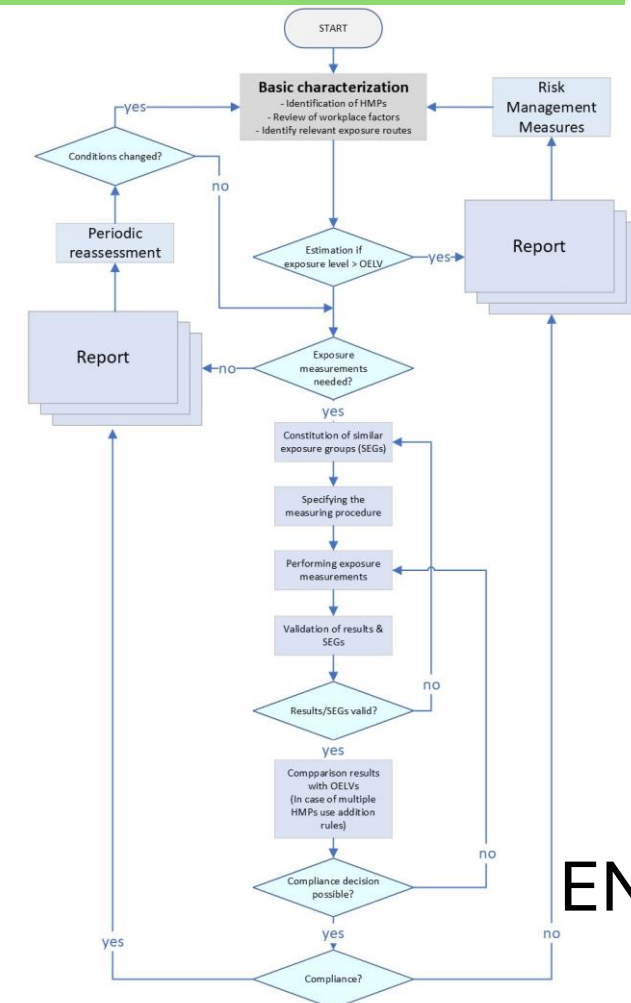 START
Basic characterization
- Identification of HMPs
- Review of workplace factors
- Identify relevant exposure routes
Risk
Management
Measures
yes
Conditions changed?
no
Periodic
reassessment
Estimation if
exposure level > OELV
yes
Report
Report
no
Exposure
measurements
needed?
yes
Constitution of similar
exposure groups (SEGs)
Specifying the
measuring procedure
Performing exposure
measurements
Validation of results &
SEGs
no
Results/SEGs valid?
yes
Compparison results
with OELVs
(In case of multiple
HMPs use addition
rules)
no
Compliance decision
possible?
EN
yes
yes
no
Compliance?